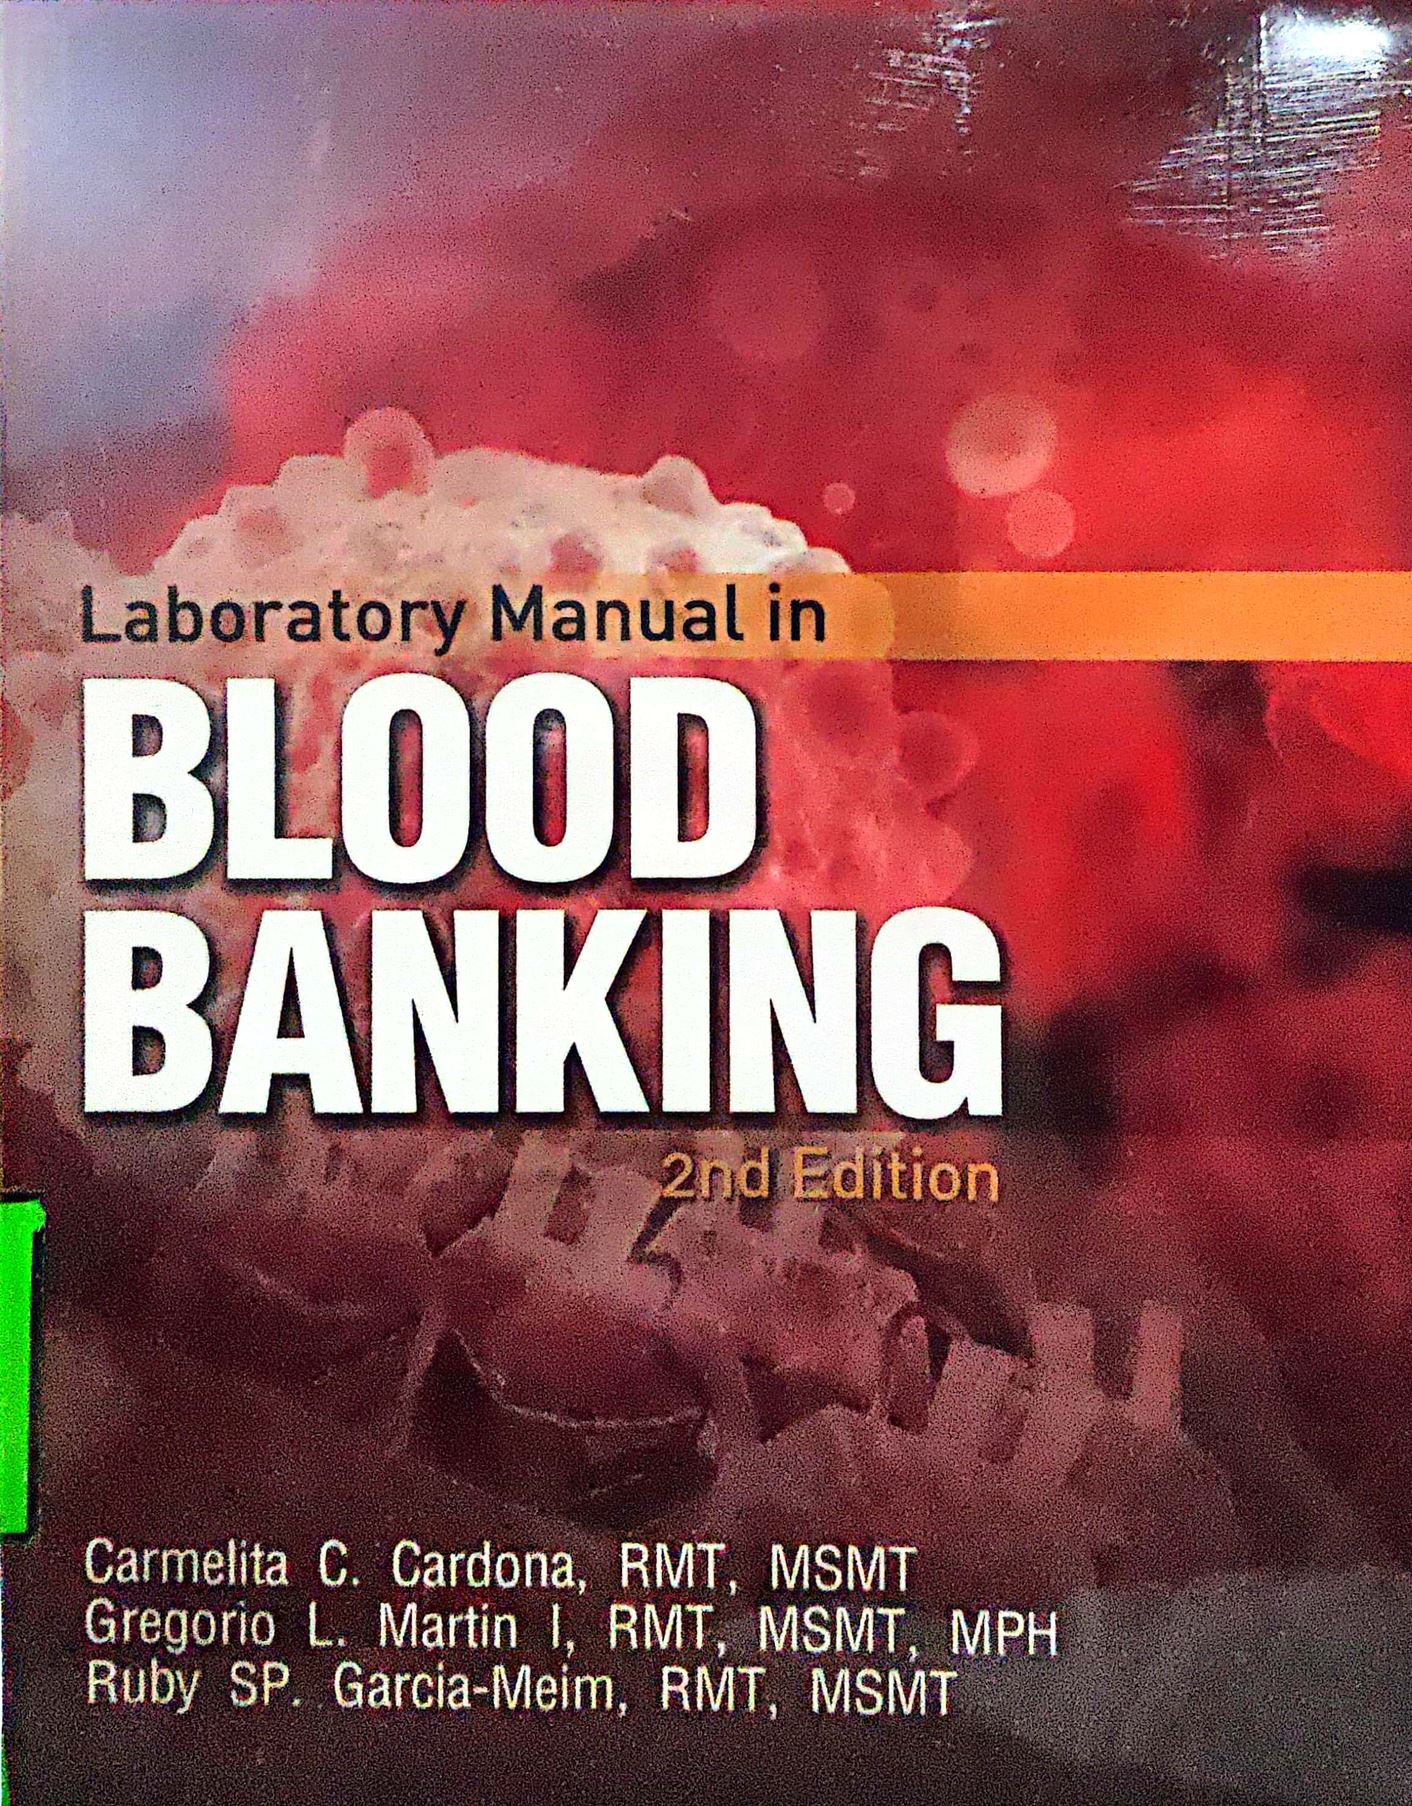 Laboratory Manual in
BLOOD
BANKING
2nd Edition
Carmelita C. Cardona, RMT, MSMT
Gregorio L. Martin I, RMT, MSMT, MPH
Ruby SP. Garcia-Meim, RMT, MSMT